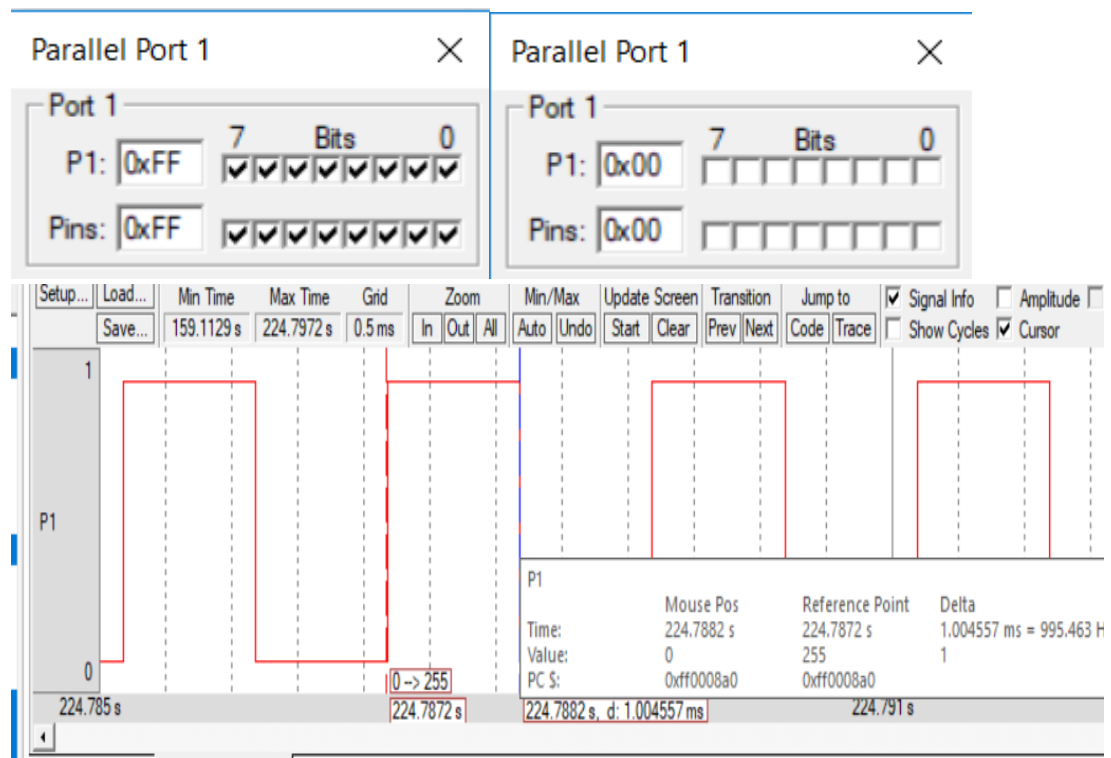 Parallel Port 1
Port 1
7 Bits 0
P1: 0xFF
Pins: 0xFF
Parallel Port 1
Port 1
7 Bits 0
P1: 0x00
Pins: 0x00
Setup... Load... Min Time Max Time Grid Zoom Min/Max Update Screen Transition Jump to Signal Info Amplitude
Save... 159.1129 s 224.7972 s 0.5 ms In Out All Auto Undo Start Clear Prev Next Code Trace Show Cycles Cursor
1
P1
0
P1
Mouse Pos Reference Point Delta
Time: 224.7882 s 224.7872 s 1.004557 ms = 995.463 H
Value: 0 255 1
PC $: 0xff0008a0 0xff0008a0
0 --> 255
224.785 s 224.7872 s 224.7882 s, d: 1.004557 ms 224.791 s